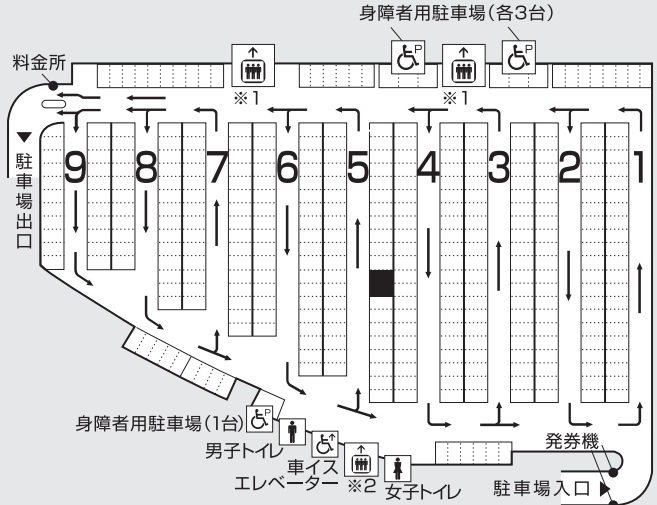 身障者用駐車場(各3台)
料金所
P
P
※1
※1
9 8 7 6 5 4 3 2 1
駐車場出口
身障者用駐車場(1台)
P
男子トイレ
車イス
エレベーター
※2
女子トイレ
発券機
駐車場入口